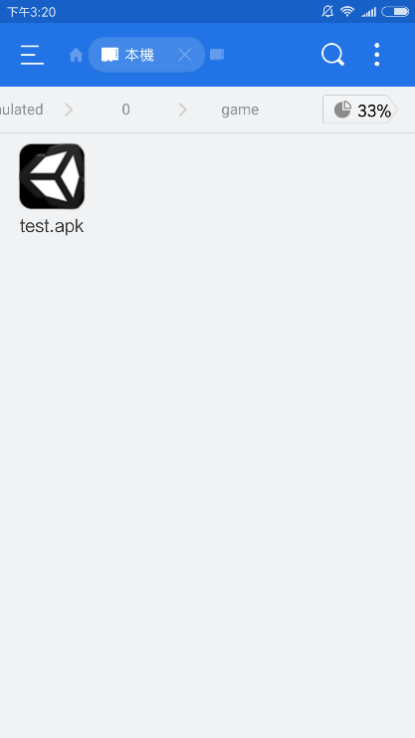 下午3:20
本機
ulated
0
game
33%
test.apk